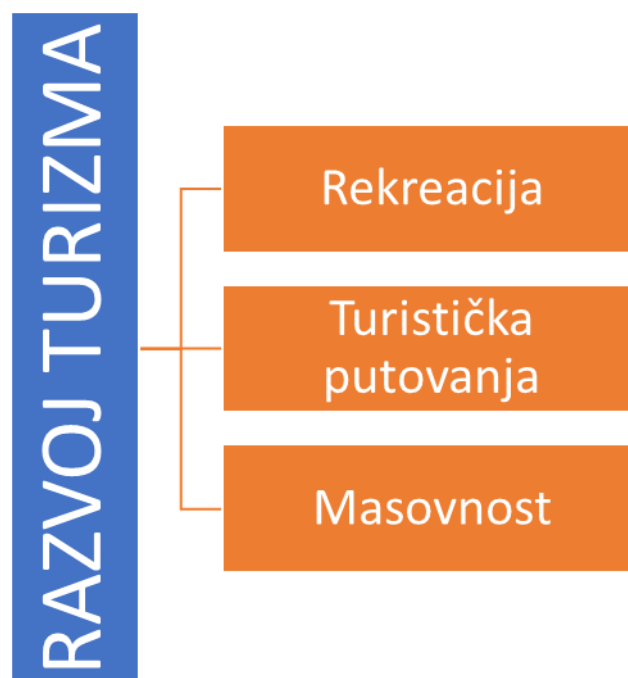 RAZVOJ TURIZMA
Rekreacija
Turistička
putovanja
Masovnost